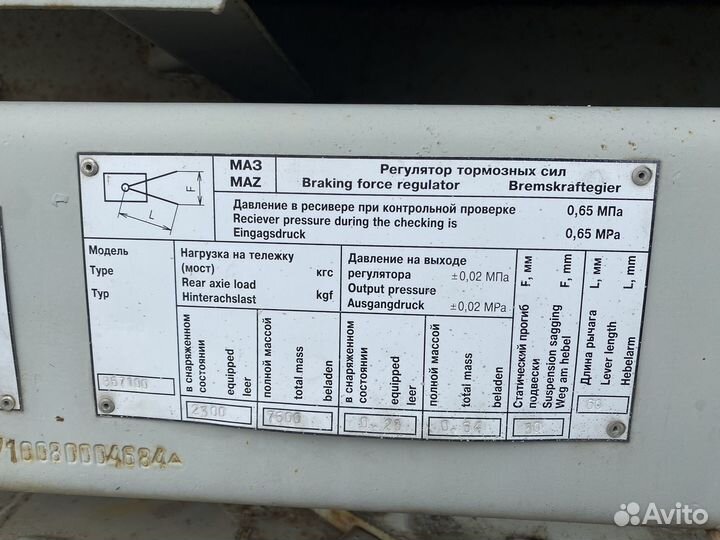 МАЗ
MAZ
Регулятор тормозных сил
Braking force regulator Bremskraftegier
F
L
Давление в ресивере при контрольной проверке 0,65 МПа
Reciever pressure during the checking is
Eingagsdruck 0,65 MPa
Модель
Type
Typ
Нагрузка на тележку
(мост) кгс
Rear axie load
Hinterachslast kgf
Давление на выходе
регулятора ±0,02 МПа
Output pressure
Ausgangdruck ±0,02 MPa
Статический прогиб F, мм
подвески
Suspension sagging F, mm
Weg am hebel
Длина рычага L, мм
Lever length L, mm
Hebelarm
в снаряженном
состоянии
equipped
leer
полной массой
total mass
beladen
в снаряженном
состоянии
equipped
leer
полной массой
total mass
beladen
357100
2300
7600
0.28
0.64
30
710080004684
Avito